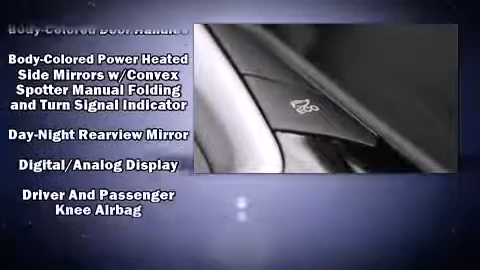 Body-Colored Door Handles
Body-Colored Power Heated
Side Mirrors w/Convex
Spotter Manual Folding
and Turn Signal Indicator
Day-Night Rearview Mirror
Digital/Analog Display
Driver And Passenger
Knee Airbag